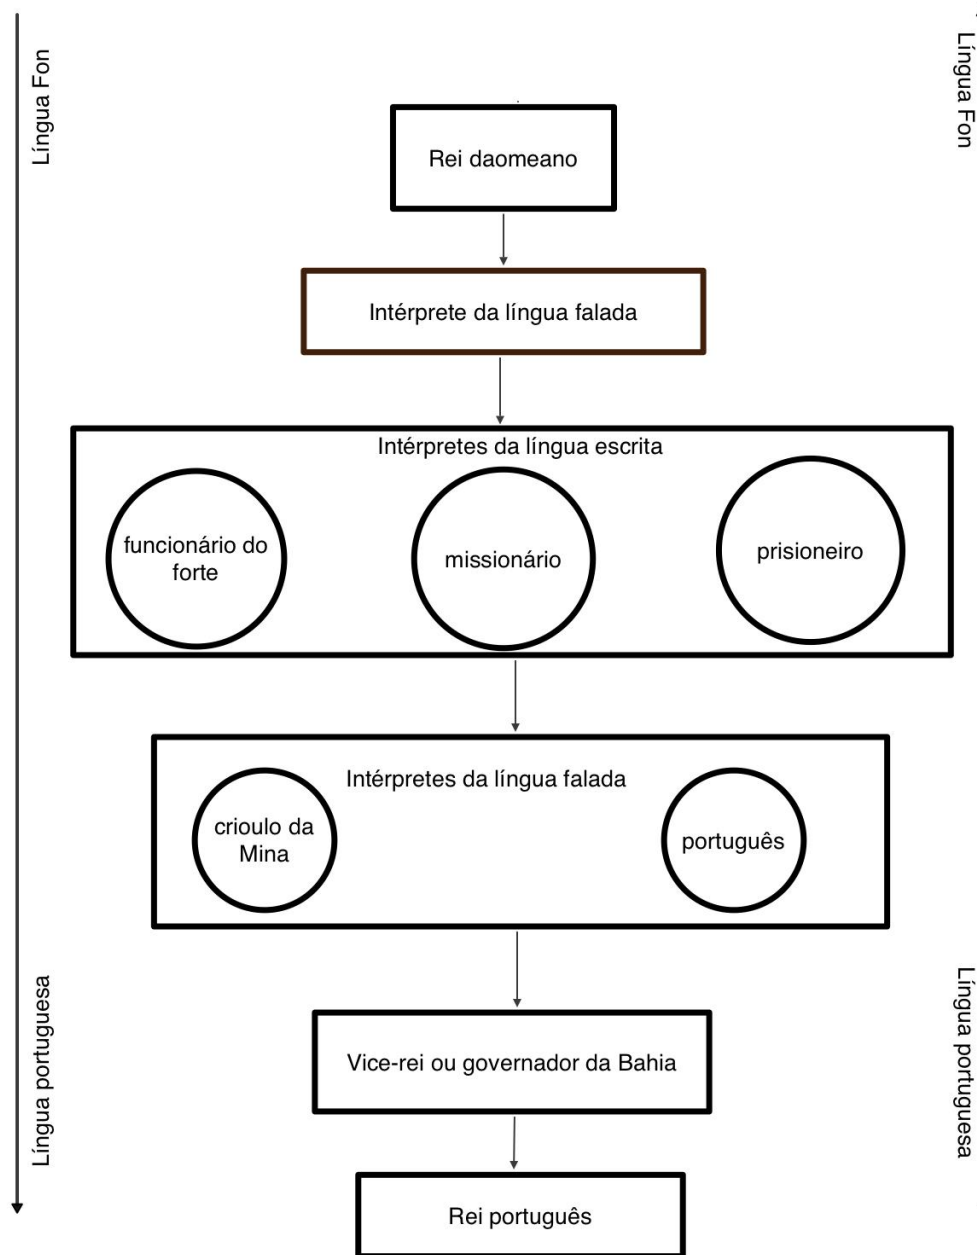 Língua Fon
Língua Fon
Rei daomeano
Intérprete da língua falada
Intérpretes da língua escrita
funcionário do
forte
missionário
prisioneiro
Intérpretes da língua falada
crioulo da
Mina
português
Língua portuguesa
Língua portuguesa
Vice-rei ou governador da Bahia
Rei português